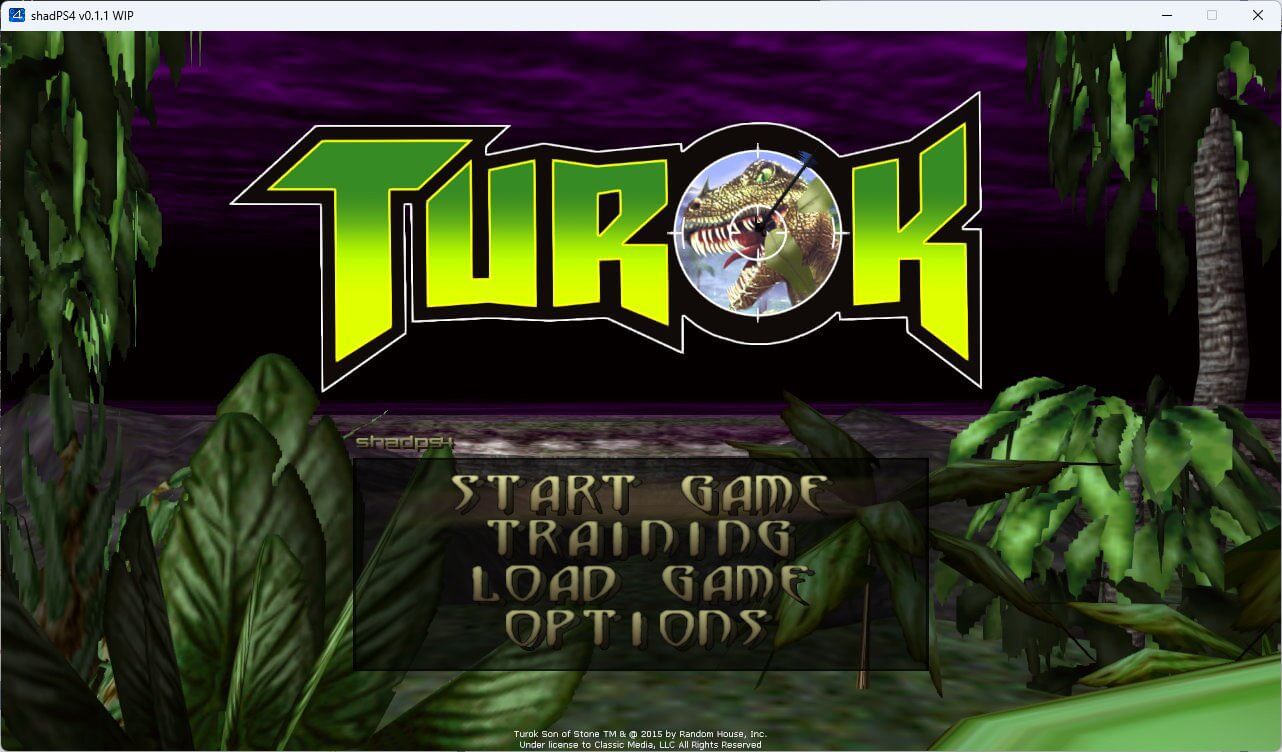 shadPS4 v0.1.1 WIP
TUROK
shadps4
START GAME
TRAINING
LOAD GAME
OPTIONS
Turok Son of Stone TM & @ 2015 by Random House, Inc.
Under license to Classic Media, LLC All Rights Reserved